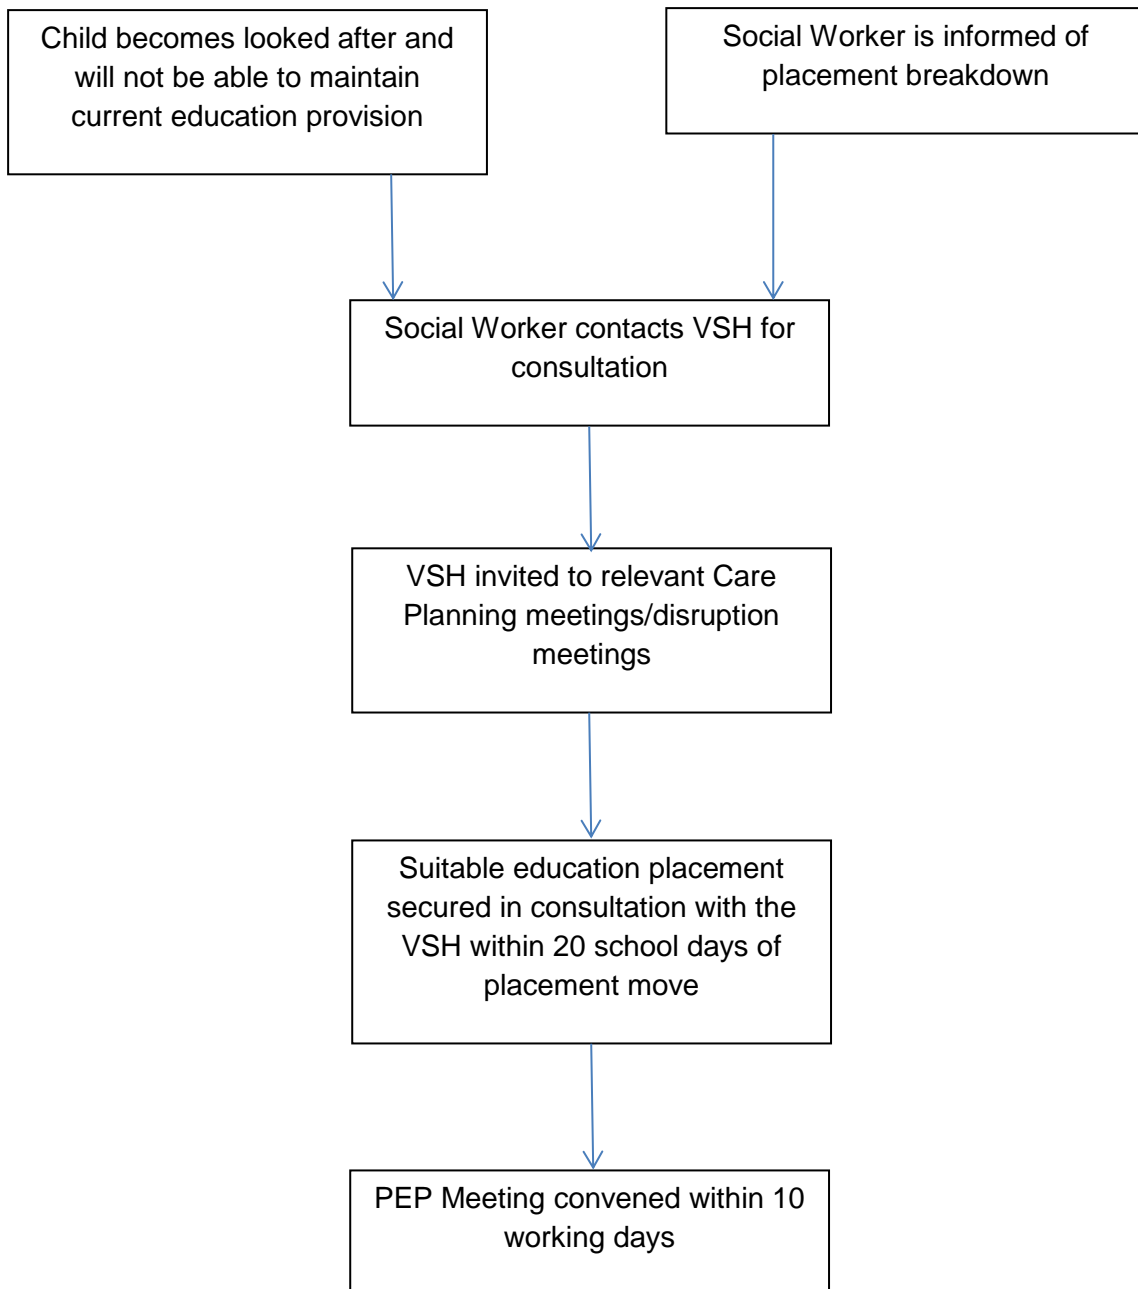 Child becomes looked after and
will not be able to maintain
current education provision
Social Worker is informed of
placement breakdown
Social Worker contacts VSH for
consultation
VSH invited to relevant Care
Planning meetings/disruption
meetings
Suitable education placement
secured in consultation with the
VSH within 20 school days of
placement move
PEP Meeting convened within 10
working days